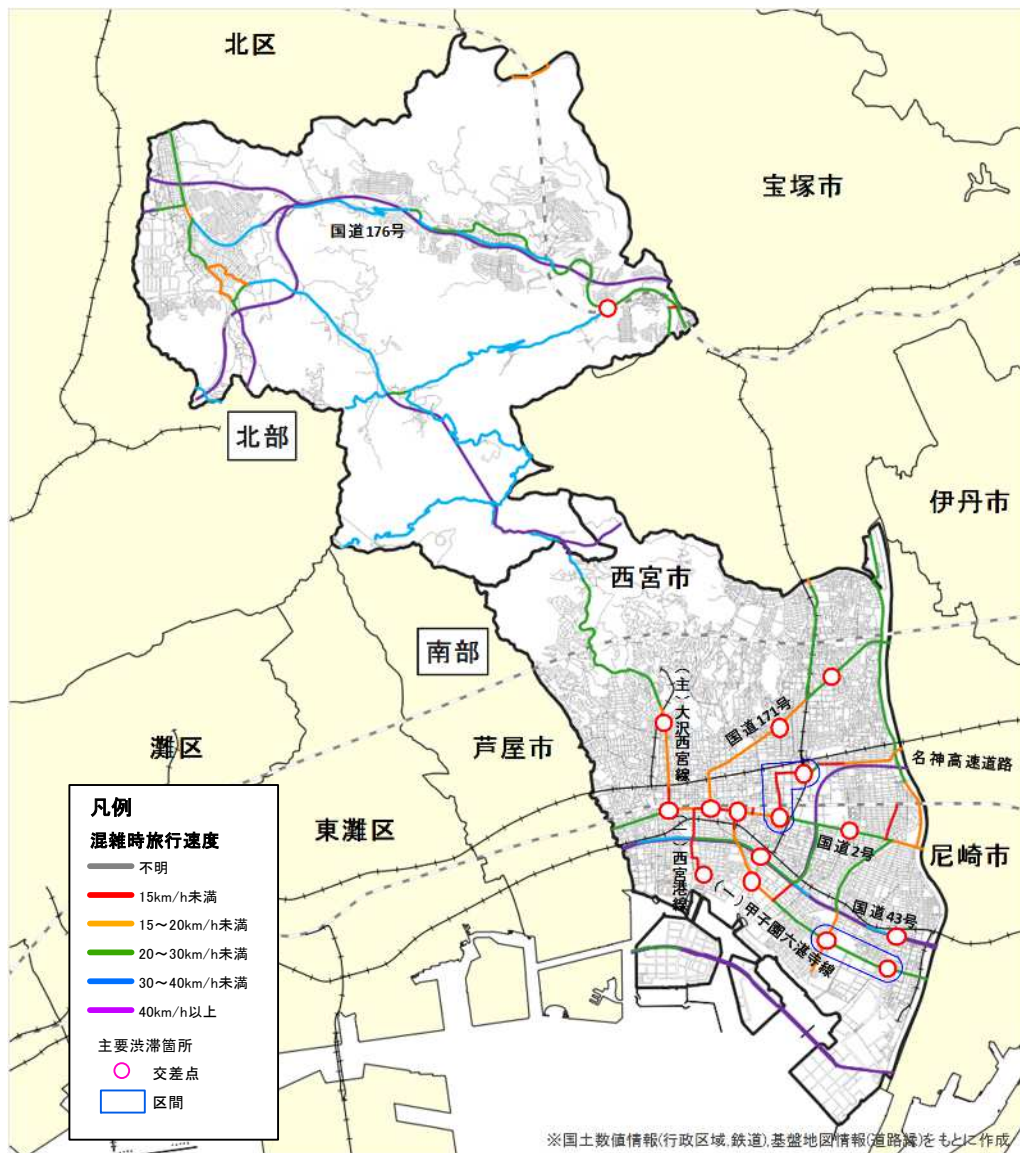 北区
宝塚市
国道176号
北部
伊丹市
西宮市
南部
(主)大沢西宮線
国道171号
芦屋市
灘区
名神高速道路
東灘区
国道2号
尼崎市
(一)西宮港線
国道43号
(一)甲子園六湛寺線
凡例
混雑時旅行速度
不明
15km/h未満
15～20km/h未満
20～30km/h未満
30～40km/h未満
40km/h以上
主要渋滞箇所
交差点
区間
※国土数値情報(行政区域,鉄道),基盤地図情報(道路縁)をもとに作成